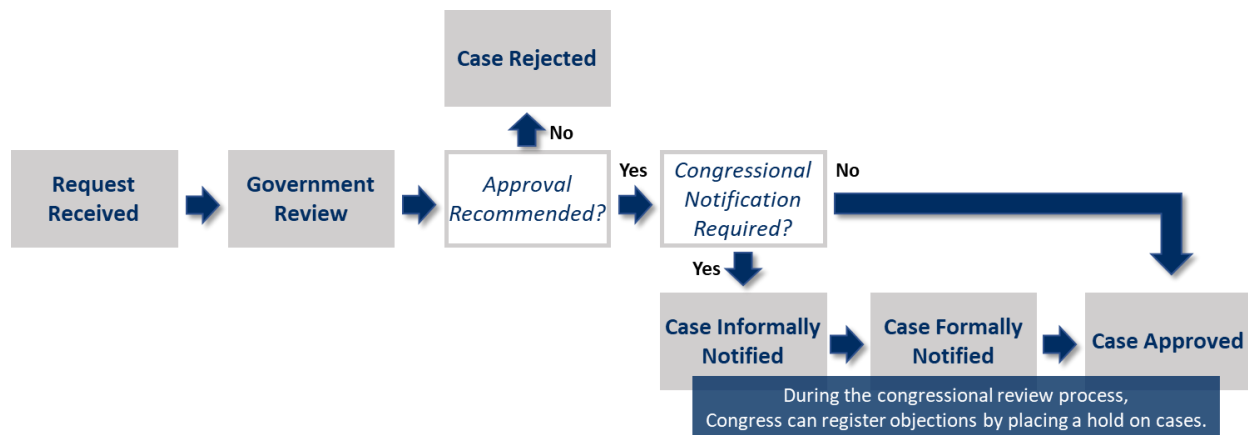 Case Rejected
No
Request
Received
Government
Review
Approval
Recommended?
Yes
Congressional
Notification
Required?
No
Yes
Case Informally
Notified
Case Formally
Notified
Case Approved
During the congressional review process,
Congress can register objections by placing a hold on cases.